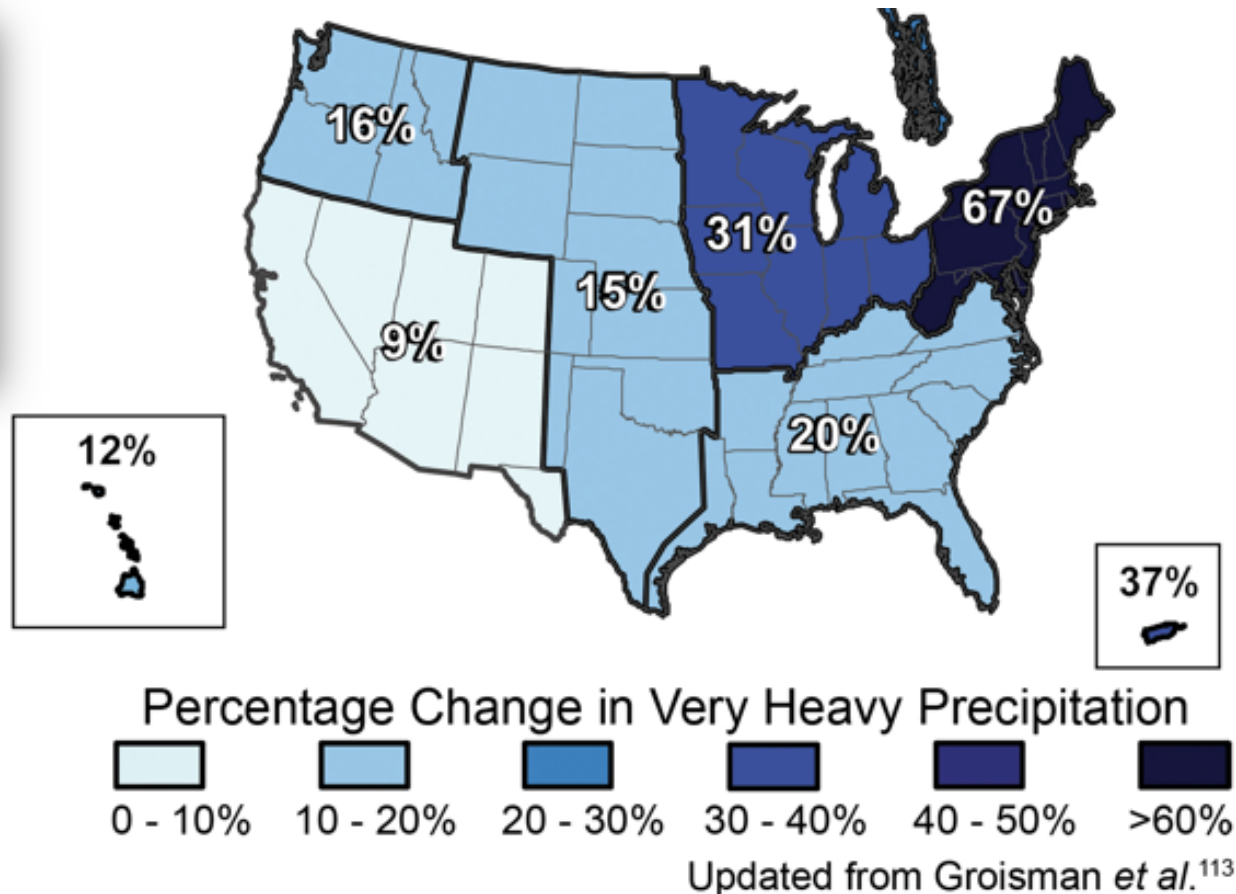 16%
67%
31%
15%
9%
20%
12%
37%
Percentage Change in Very Heavy Precipitation
0 - 10% 10 - 20% 20 - 30% 30 - 40% 40 - 50% >60%
Updated from Groisman et al.¹¹³